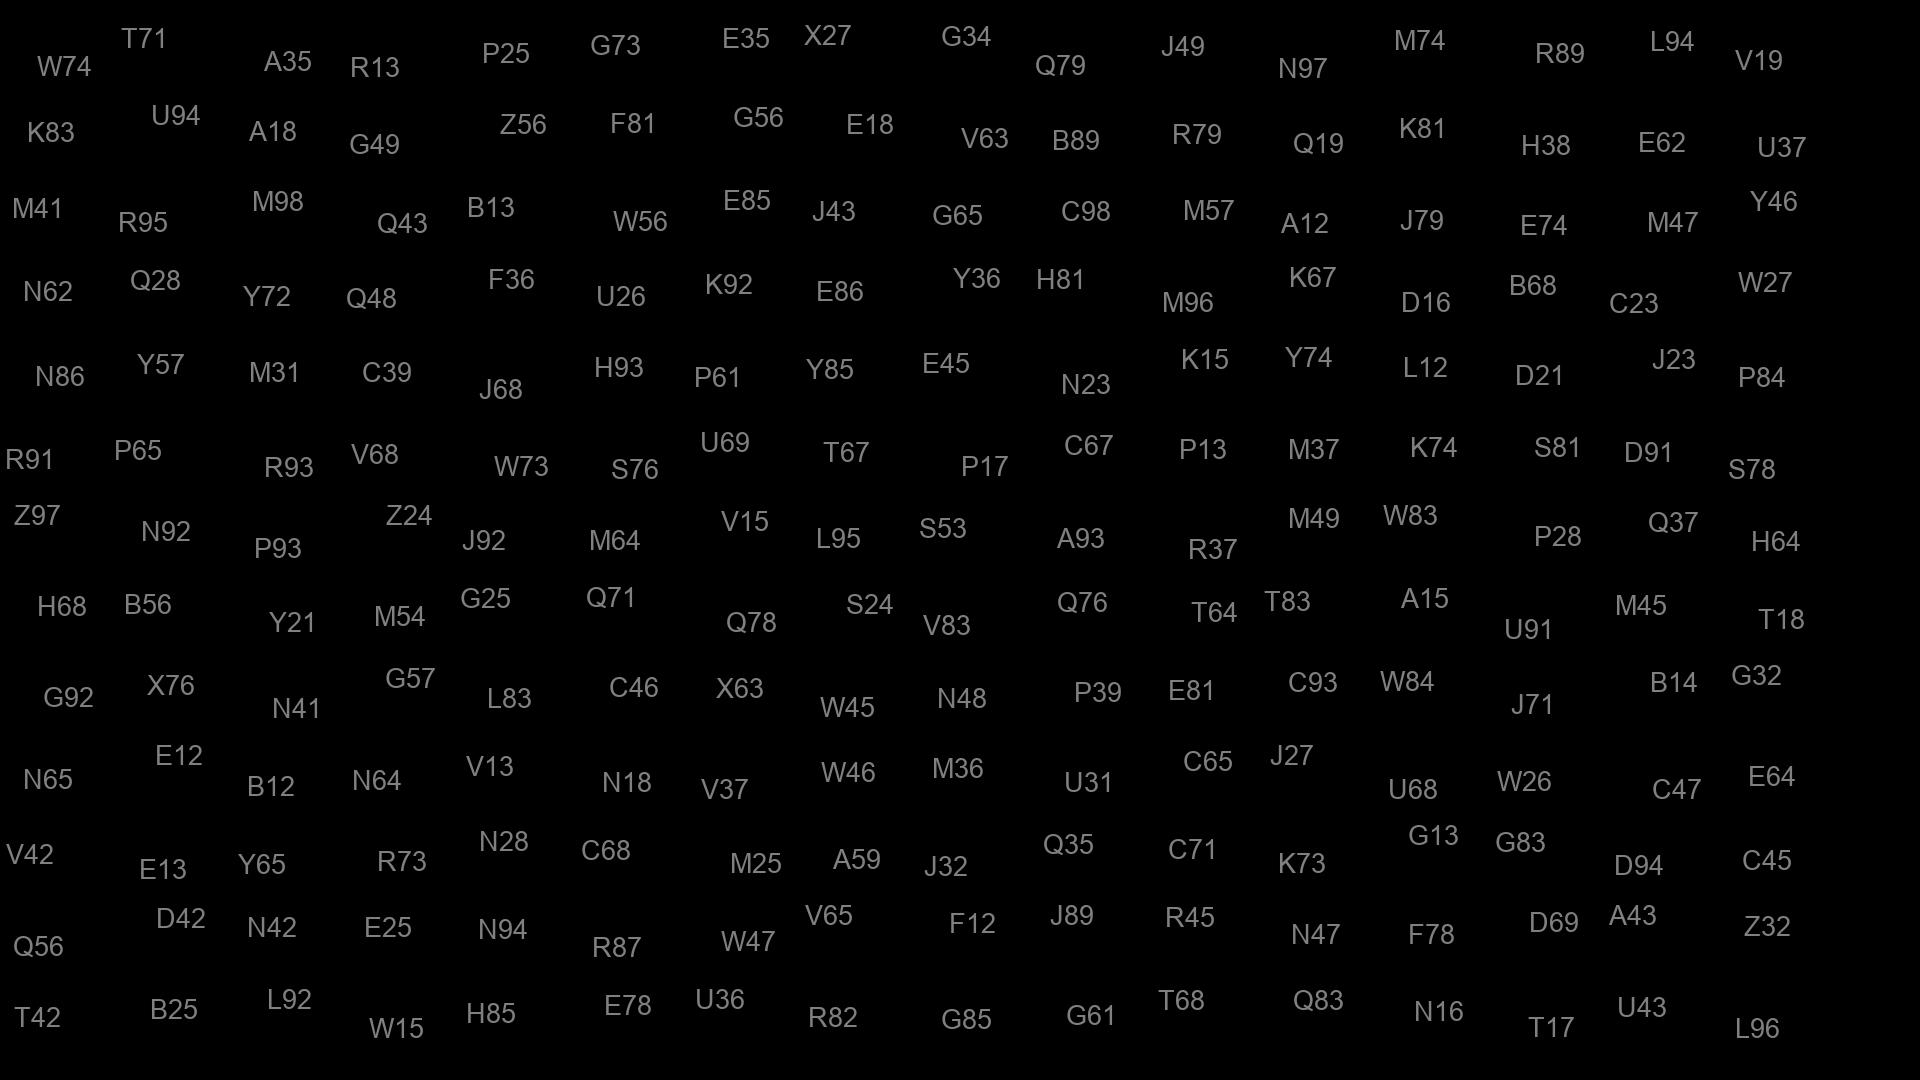 W74 T71 A35 R13 P25 G73 E35 X27 G34 Q79 J49 N97 M74 R89 L94 V19
K83 U94 A18 G49 Z56 F81 G56 E18 V63 B89 R79 Q19 K81 H38 E62 U37
M41 R95 M98 Q43 B13 W56 E85 J43 G65 C98 M57 A12 J79 E74 M47 Y46
N62 Q28 Y72 Q48 F36 U26 K92 E86 Y36 H81 M96 K67 D16 B68 C23 W27
N86 Y57 M31 C39 J68 H93 P61 Y85 E45 N23 K15 Y74 L12 D21 J23 P84
R91 P65 R93 V68 W73 S76 U69 T67 P17 C67 P13 M37 K74 S81 D91 S78
Z97 N92 P93 Z24 J92 M64 V15 L95 S53 A93 R37 M49 W83 P28 Q37 H64
H68 B56 Y21 M54 G25 Q71 Q78 S24 V83 Q76 T64 T83 A15 U91 M45 T18
G92 X76 N41 G57 L83 C46 X63 W45 N48 P39 E81 C93 W84 J71 B14 G32
N65 E12 B12 N64 V13 N18 V37 W46 M36 U31 C65 J27 U68 W26 C47 E64
V42 E13 Y65 R73 N28 C68 M25 A59 J32 Q35 C71 K73 G13 G83 D94 C45
Q56 D42 N42 E25 N94 R87 W47 V65 F12 J89 R45 N47 F78 D69 A43 Z32
T42 B25 L92 W15 H85 E78 U36 R82 G85 G61 T68 Q83 N16 T17 U43 L96